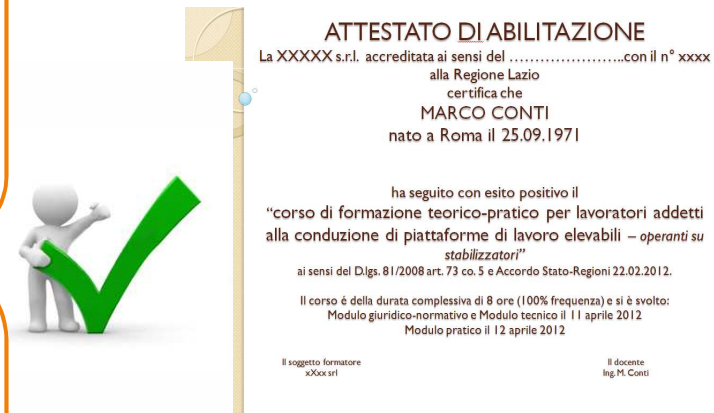 ATTESTATO DI ABILITAZIONE
La XXXXX s.r.l. accreditata ai sensi del …………………..con il n° xxxx
alla Regione Lazio
certifica che
MARCO CONTI
nato a Roma il 25.09.1971
ha seguito con esito positivo il
“corso di formazione teorico-pratico per lavoratori addetti
alla conduzione di piattaforme di lavoro elevabili – operanti su
stabilizzatori”
ai sensi del D.lgs. 81/2008 art. 73 co. 5 e Accordo Stato-Regioni 22.02.2012.
Il corso é della durata complessiva di 8 ore (100% frequenza) e si è svolto:
Modulo giuridico-normativo e Modulo tecnico il 11 aprile 2012
Modulo pratico il 12 aprile 2012
Il soggetto formatore
xXxx srl
Il docente
Ing. M. Conti